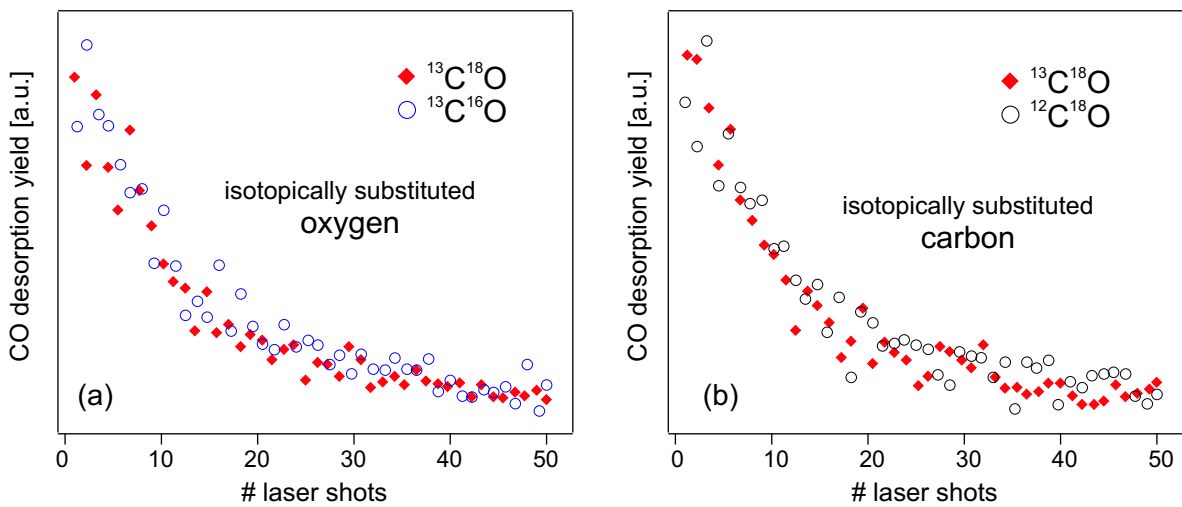 CO desorption yield [a.u.]
¹³C¹⁸O
¹³C¹⁶O
isotopically substituted
oxygen
(a)
0 10 20 30 40 50
# laser shots
CO desorption yield [a.u.]
¹³C¹⁸O
¹²C¹⁸O
isotopically substituted
carbon
(b)
0 10 20 30 40 50
# laser shots